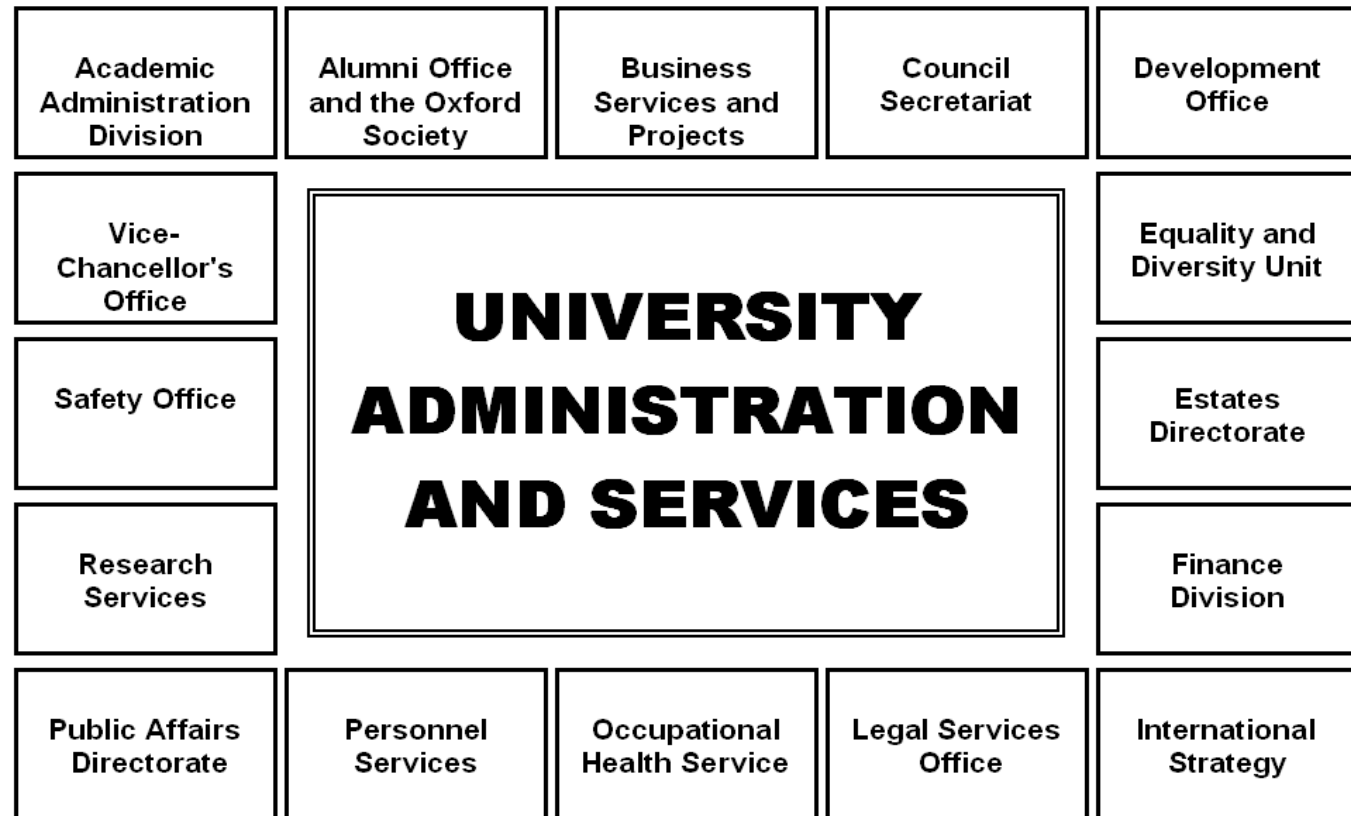 Academic
Administration
Division
Alumni Office
and the Oxford
Society
Business
Services and
Projects
Council
Secretariat
Development
Office
Vice-
Chancellor's
Office
Equality and
Diversity Unit
UNIVERSITY
ADMINISTRATION
AND SERVICES
Safety Office
Estates
Directorate
Research
Services
Finance
Division
Public Affairs
Directorate
Personnel
Services
Occupational
Health Service
Legal Services
Office
International
Strategy